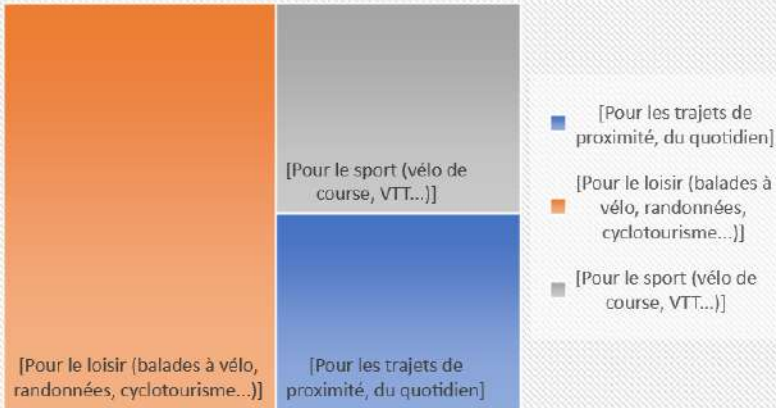 [Pour le sport (vélo de
course, VTT...)]
[Pour le loisir (balades à vélo,
randonnées, cyclotourisme...)]
[Pour les trajets de
proximité, du quotidien]
[Pour les trajets de
proximité, du quotidien]
[Pour le loisir (balades à
vélo, randonnées,
cyclotourisme...)]
[Pour le sport (vélo de
course, VTT...)]